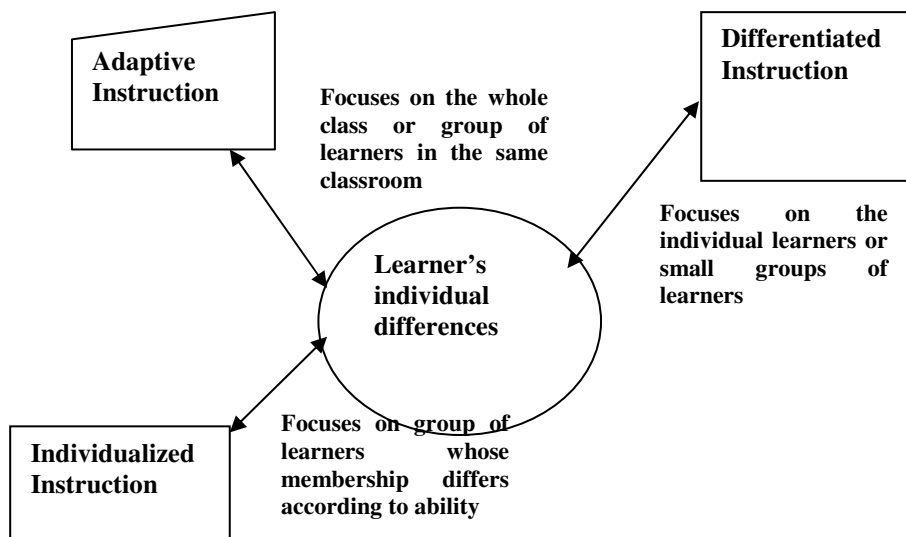 Adaptive
Instruction
Focuses on the whole
class or group of
learners in the same
classroom
Differentiated
Instruction
Focuses on the
individual learners or
small groups of
learners
Learner’s
individual
differences
Focuses on group of
learners whose
membership differs
according to ability
Individualized
Instruction